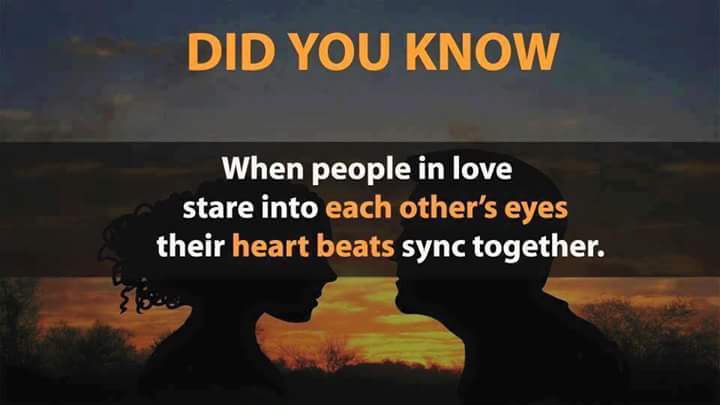 DID YOU KNOW
When people in love
stare into each other's eyes
their heart beats sync together.